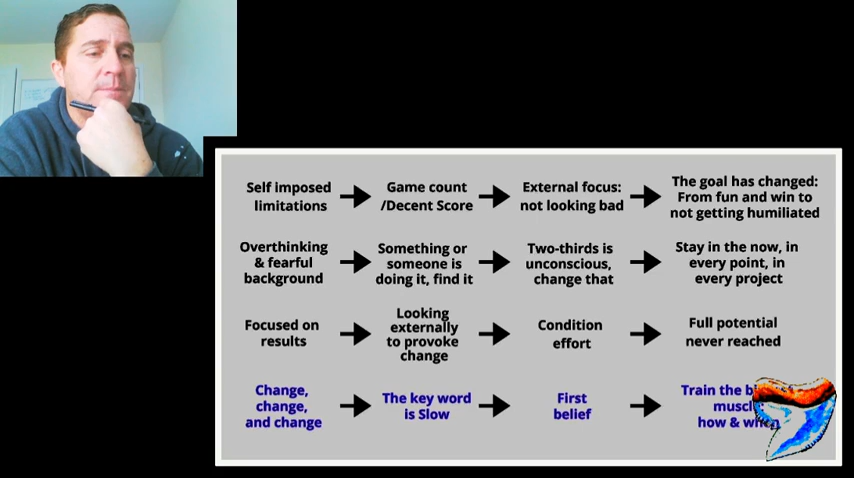 Self imposed
limitations
Game count
/Decent Score
External focus:
not looking bad
The goal has changed:
From fun and win to
not getting humiliated
Overthinking
& fearful
background
Something or
someone is
doing it, find it
Two-thirds is
unconscious,
change that
Stay in the now, in
every point, in
every project
Focused on
results
Looking
externally
to provoke
change
Condition
effort
Full potential
never reached
Change,
change,
and change
The key word
is Slow
First
belief
Train the
how &